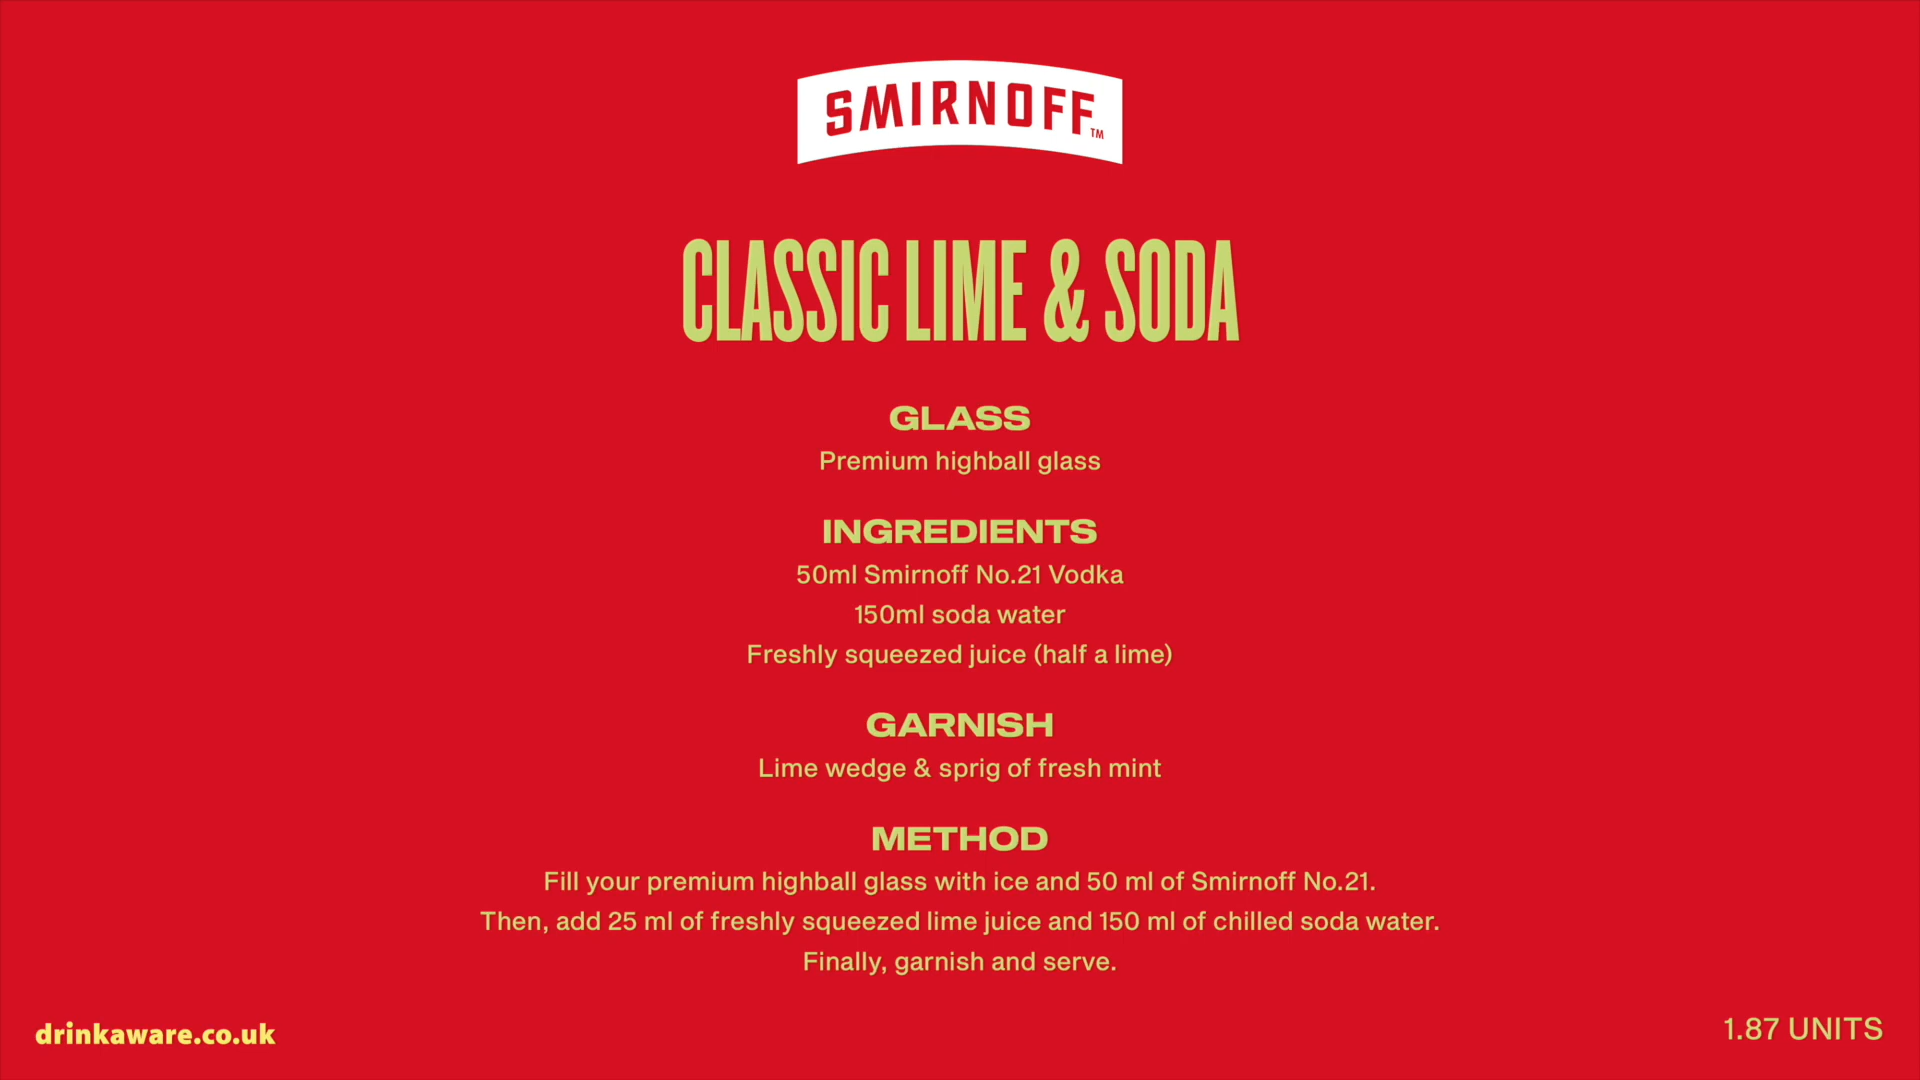 SMIRNOFF™
CLASSIC LIME & SODA
GLASS
Premium highball glass
INGREDIENTS
50ml Smirnoff No.21 Vodka
150ml soda water
Freshly squeezed juice (half a lime)
GARNISH
Lime wedge & sprig of fresh mint
METHOD
Fill your premium highball glass with ice and 50 ml of Smirnoff No.21.
Then, add 25 ml of freshly squeezed lime juice and 150 ml of chilled soda water.
Finally, garnish and serve.
drinkaware.co.uk
1.87 UNITS